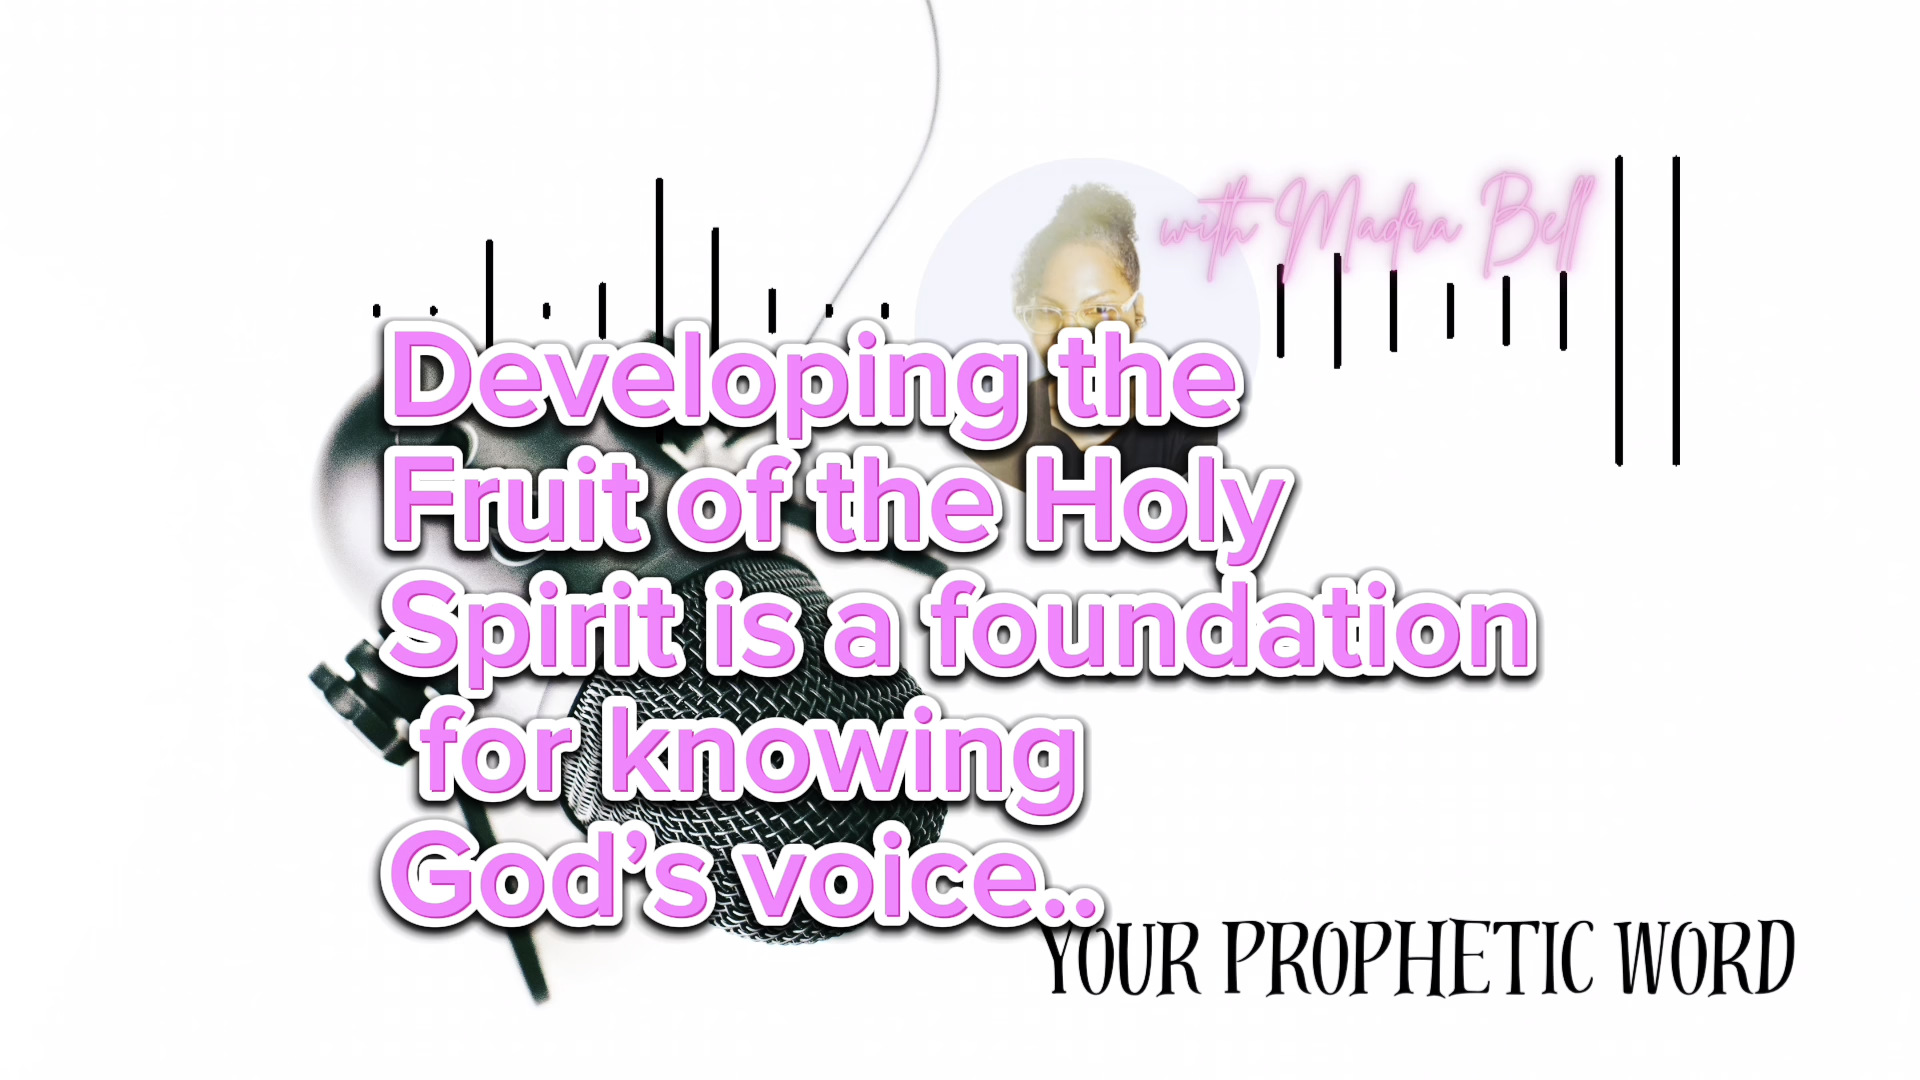 with Madra Bell
Developing the
Fruit of the Holy
Spirit is a foundation
for knowing
God’s voice..
YOUR PROPHETIC WORD